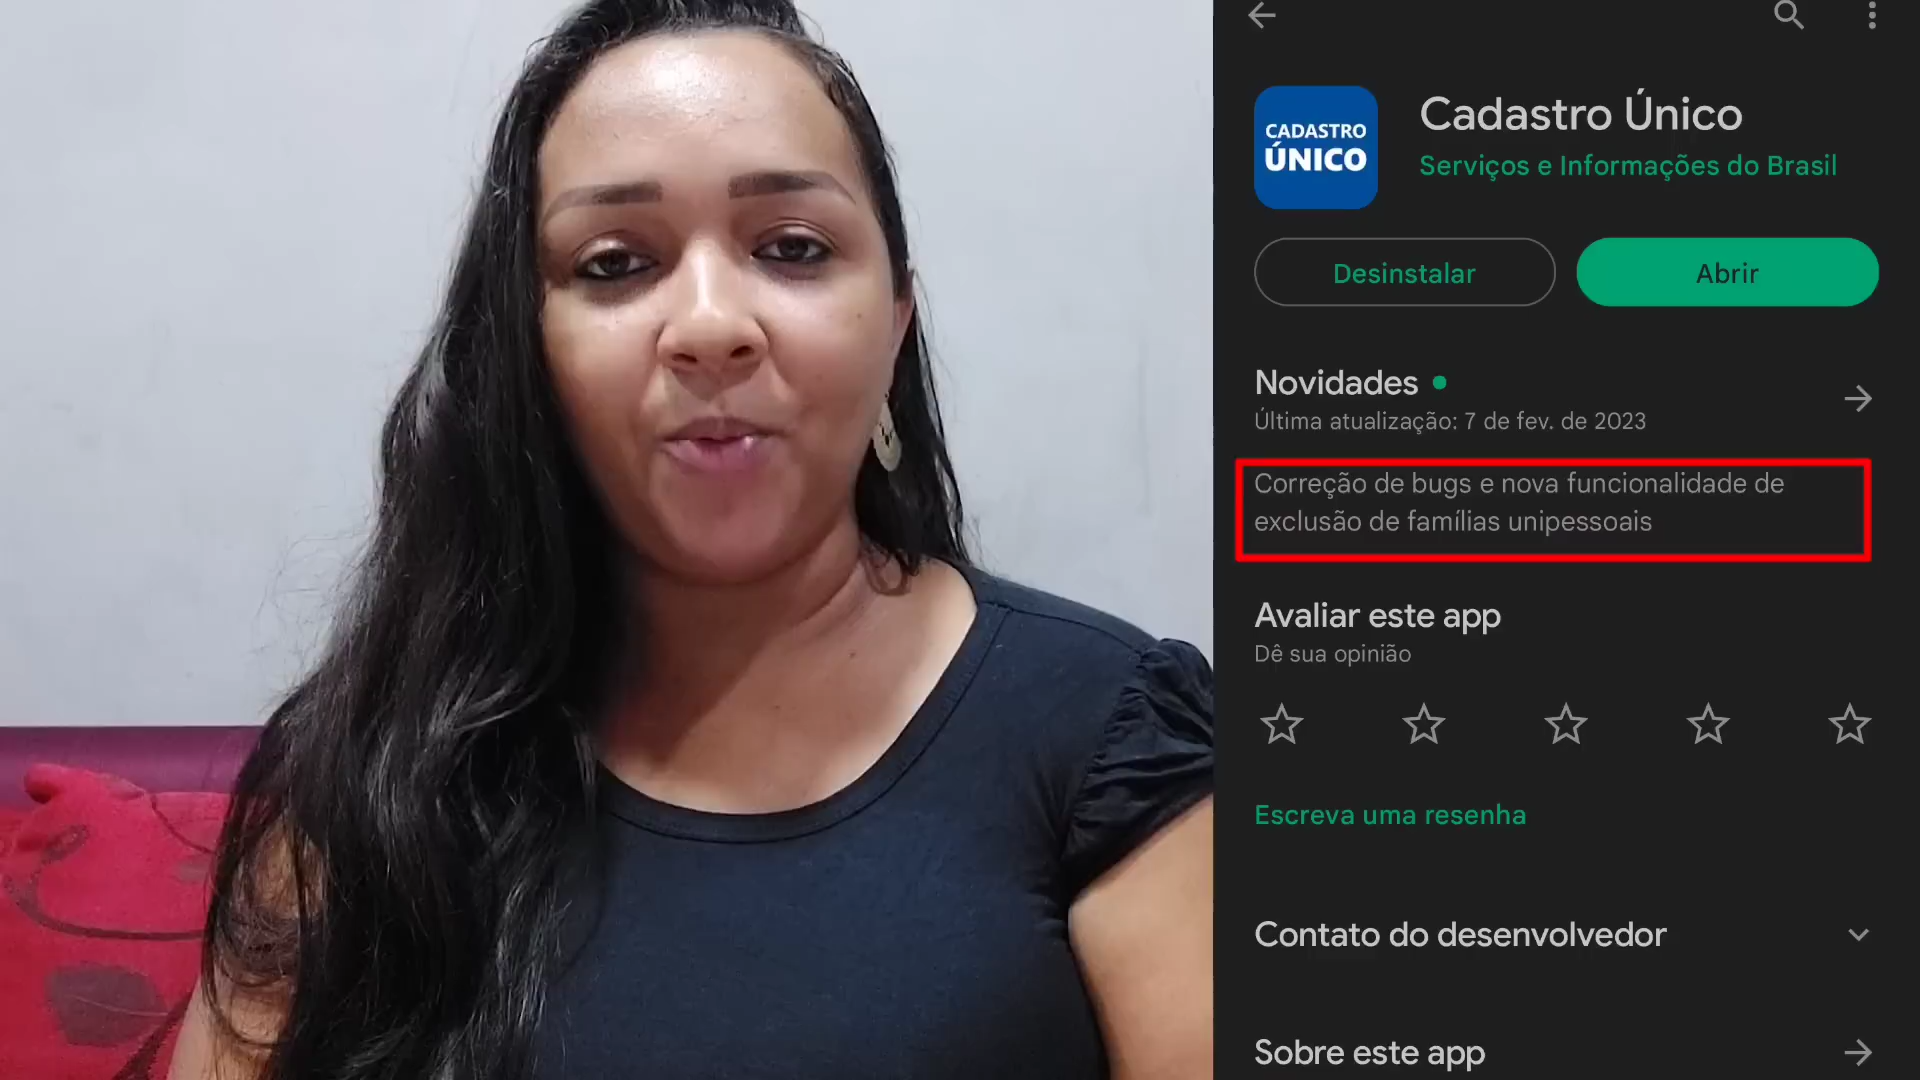 CADASTRO
ÚNICO
Cadastro Único
Serviços e Informações do Brasil
Desinstalar
Abrir
Novidades
Última atualização: 7 de fev. de 2023
Correção de bugs e nova funcionalidade de
exclusão de famílias unipessoais
Avaliar este app
Dê sua opinião
Escreva uma resenha
Contato do desenvolvedor
Sobre este app